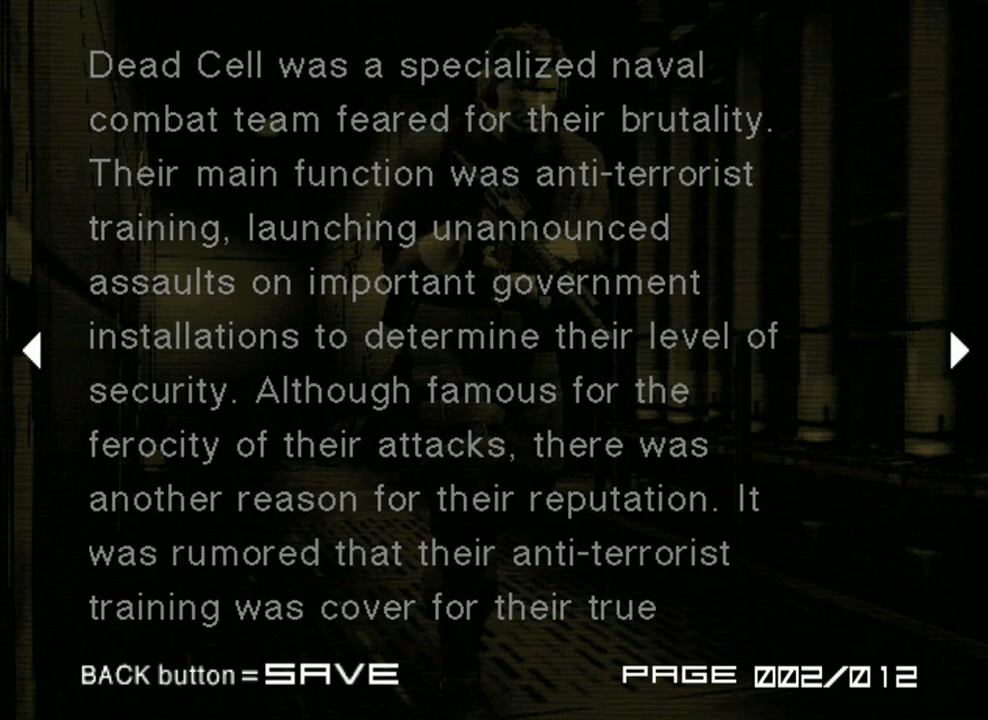 Dead Cell was a specialized naval
combat team feared for their brutality.
Their main function was anti-terrorist
training, launching unannounced
assaults on important government
installations to determine their level of
security. Although famous for the
ferocity of their attacks, there was
another reason for their reputation. It
was rumored that their anti-terrorist
training was cover for their true
BACK button = SAVE PAGE 002/012